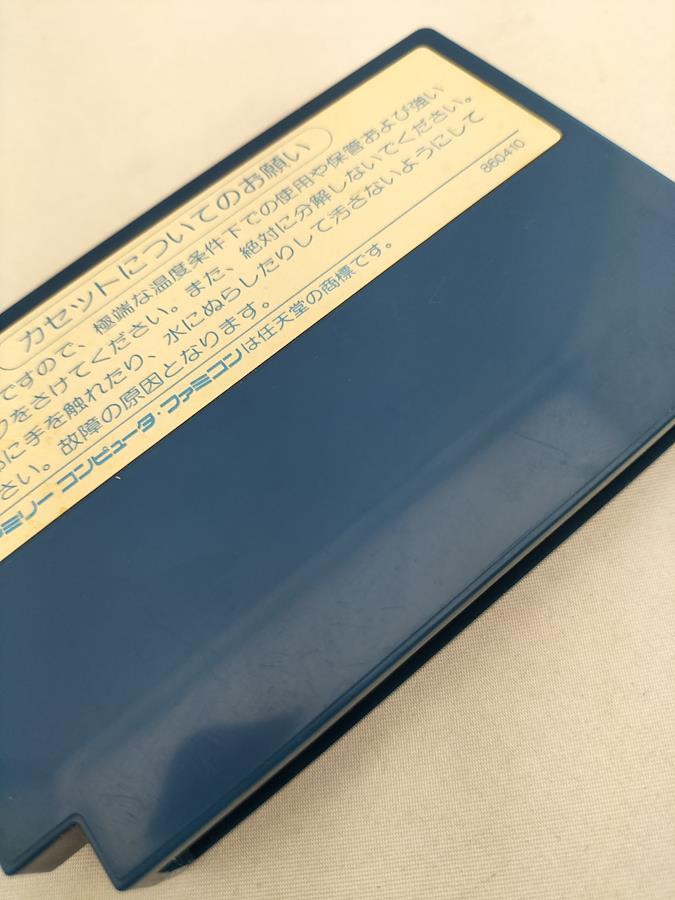 カセットについてのお願い
ですので、極端な温度条件下での使用や保管および強い
をさけてください。また、絶対に分解しないでください。
に手を触れたり、水にぬらしたりして汚さないようにして
さい。故障の原因となります。
ァミリー コンピュータ・ファミコンは任天堂の商標です。
860410